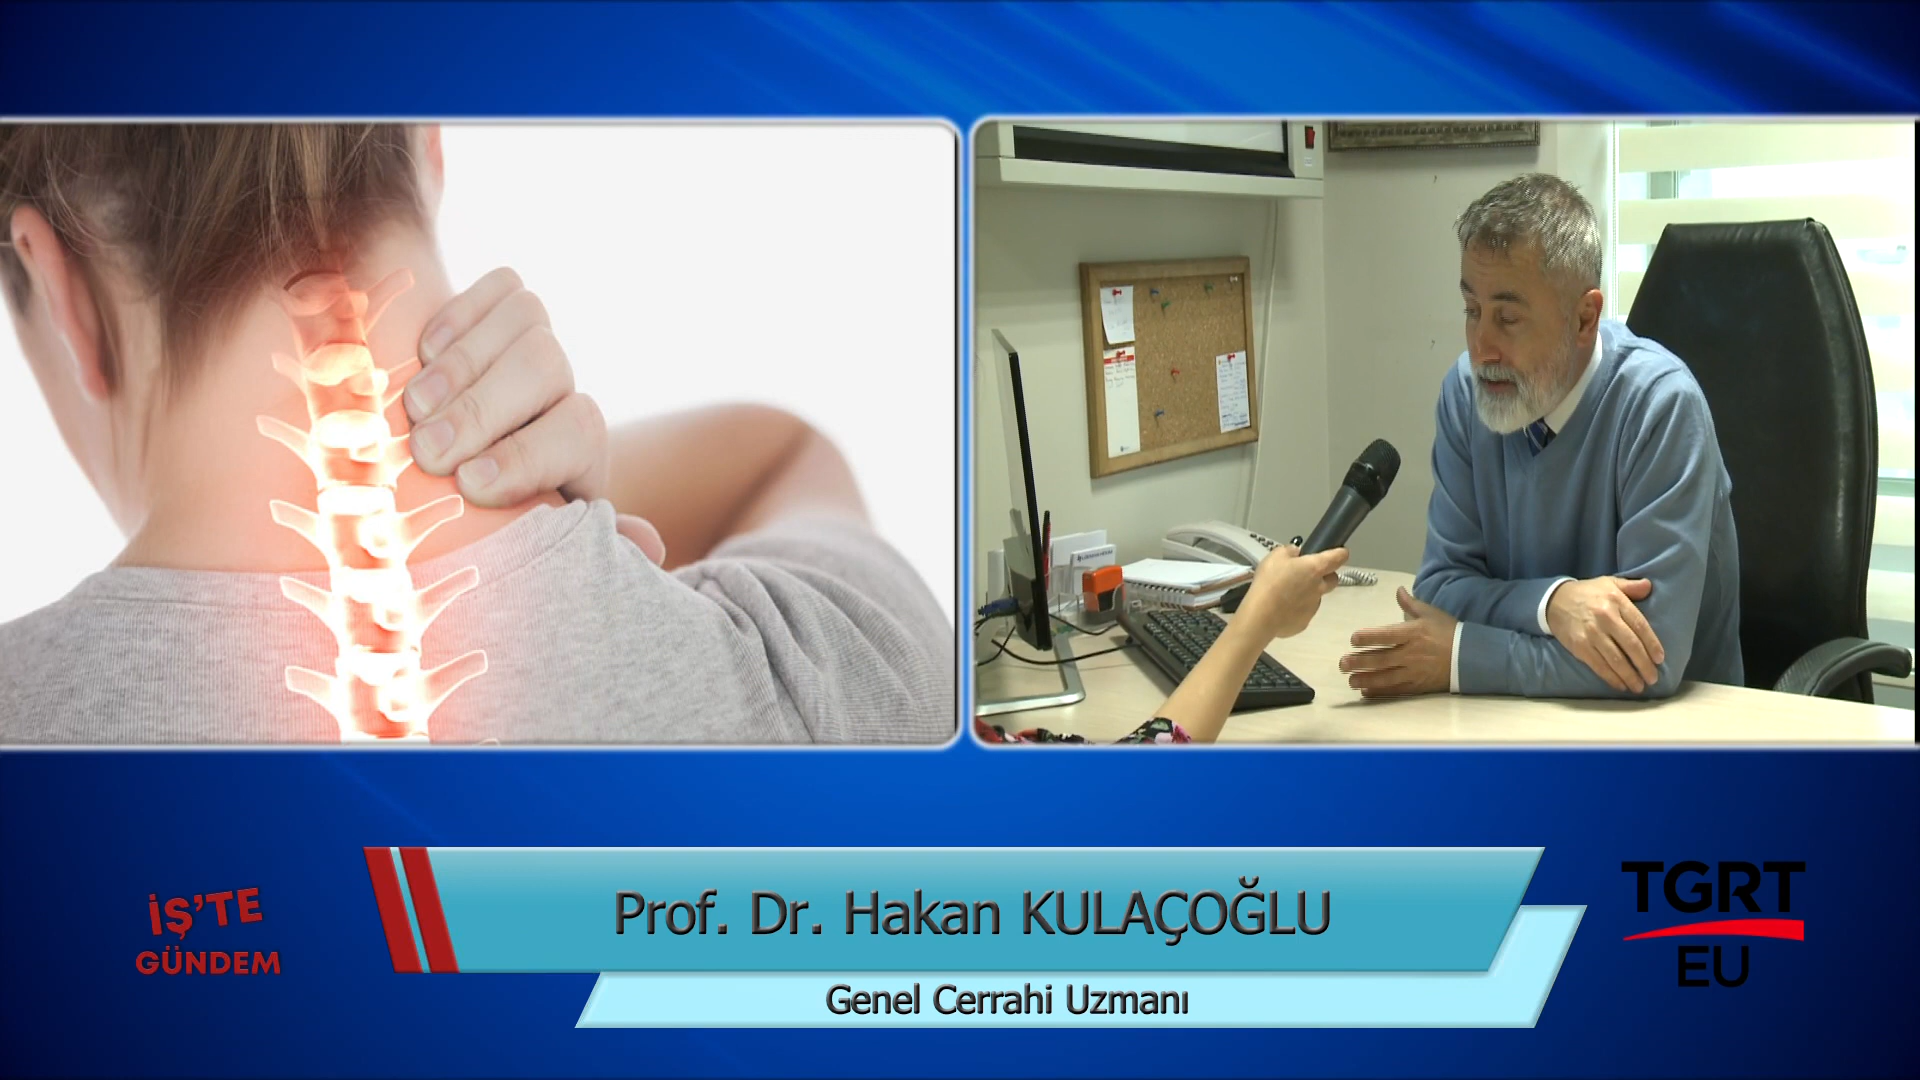 İŞ'TE
GÜNDEM
Prof. Dr. Hakan KULAÇOĞLU
Genel Cerrahi Uzmanı
TGRT
EU